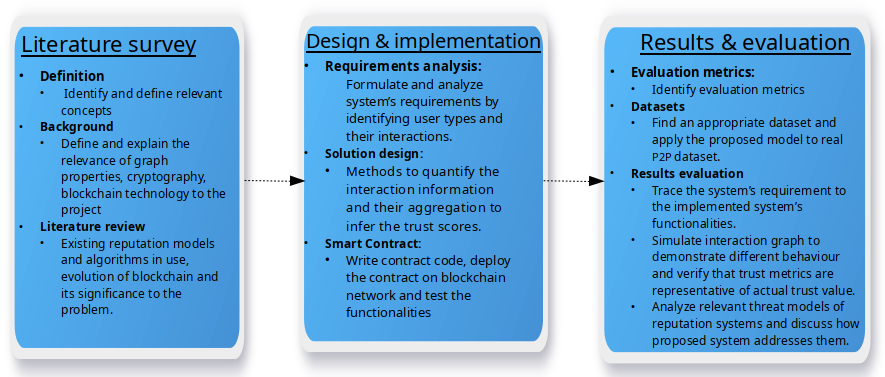 Literature survey
• Definition
• Identify and define relevant
concepts
• Background
• Define and explain the
relevance of graph
properties, cryptography,
blockchain technology to the
project
• Literature review
• Existing reputation models
and algorithms in use,
evolution of blockchain and
its significance to the
problem.
Design & implementation
• Requirements analysis:
Formulate and analyze
system’s requirements by
identifying user types and
their interactions.
• Solution design:
• Methods to quantify the
interaction information
and their aggregation to
infer the trust scores.
• Smart Contract:
• Write contract code, deploy
the contract on blockchain
network and test the
functionalities
Results & evaluation
• Evaluation metrics:
• Identify evaluation metrics
• Datasets
• Find an appropriate dataset and
apply the proposed model to real
P2P dataset.
• Results evaluation
• Trace the system’s requirement to
the implemented system’s
functionalities.
• Simulate interaction graph to
demonstrate different behaviour
and verify that trust metrics are
representative of actual trust value.
• Analyze relevant threat models of
reputation systems and discuss how
proposed system addresses them.